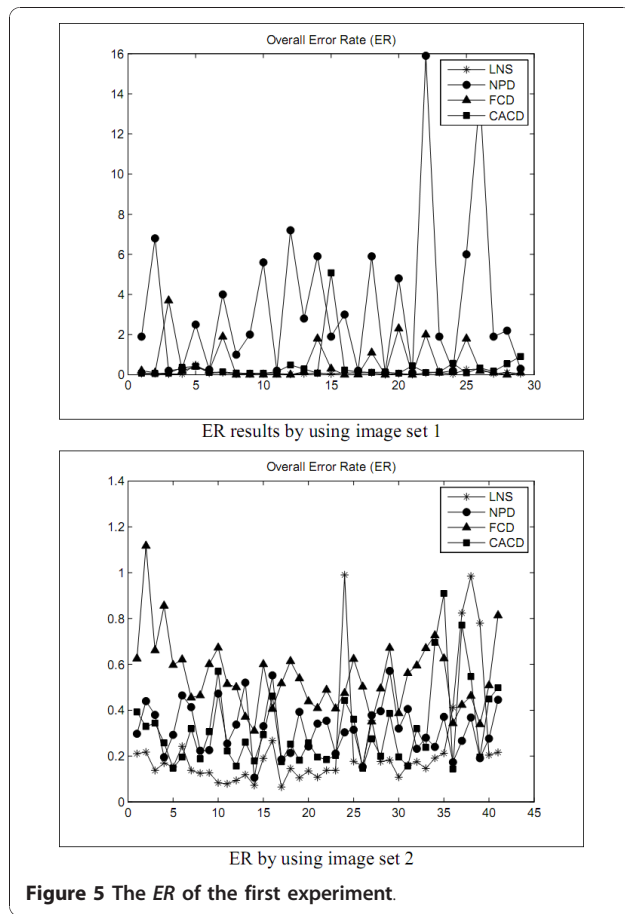 Overall Error Rate (ER)
16
14
12
10
8
6
4
2
0
0 5 10 15 20 25 30
LNS
NPD
FCD
CACD
ER results by using image set 1
Overall Error Rate (ER)
1.4
1.2
1
0.8
0.6
0.4
0.2
0
0 5 10 15 20 25 30 35 40 45
LNS
NPD
FCD
CACD
ER by using image set 2
Figure 5 The ER of the first experiment.